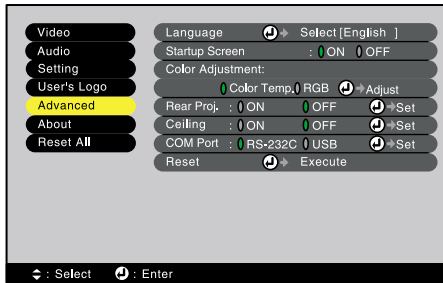 Video
Audio
Setting
User's Logo
Advanced
About
Reset All
Language Select [English ]
Startup Screen : ON OFF
Color Adjustment:
Color Temp. RGB Adjust
Rear Proj. : ON OFF Set
Ceiling : ON OFF Set
COM Port : RS-232C USB Set
Reset Execute
: Select : Enter